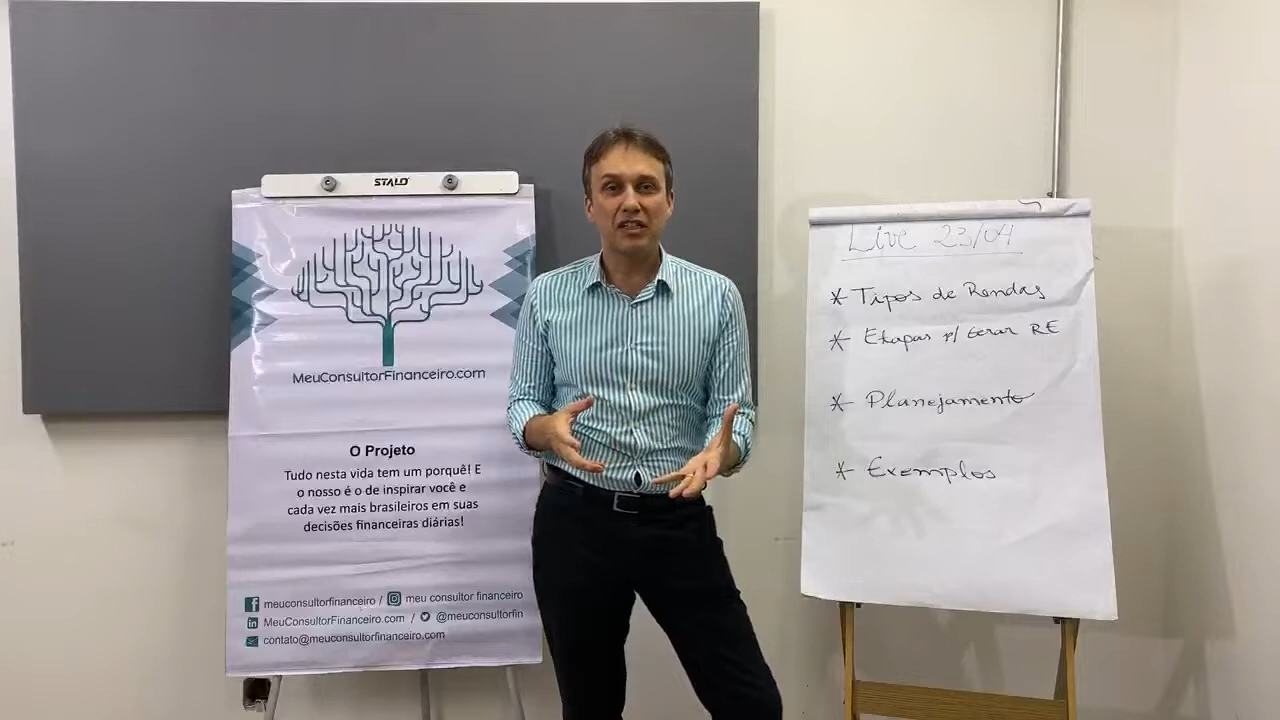 STALO
MeuConsultorFinanceiro.com
O Projeto
Tudo nesta vida tem um porquê! E
o nosso é o de inspirar você e
cada vez mais brasileiros em suas
decisões financeiras diárias!
meuconsultorfinanceiro / meu consultor financeiro
MeuConsultorFinanceiro.com / @meuconsultorfin
contato@meuconsultorfinanceiro.com
Live 23/04
* Tipos de Rendas
* Etapas p/ Gerar RE
* Planejamento
* Exemplos